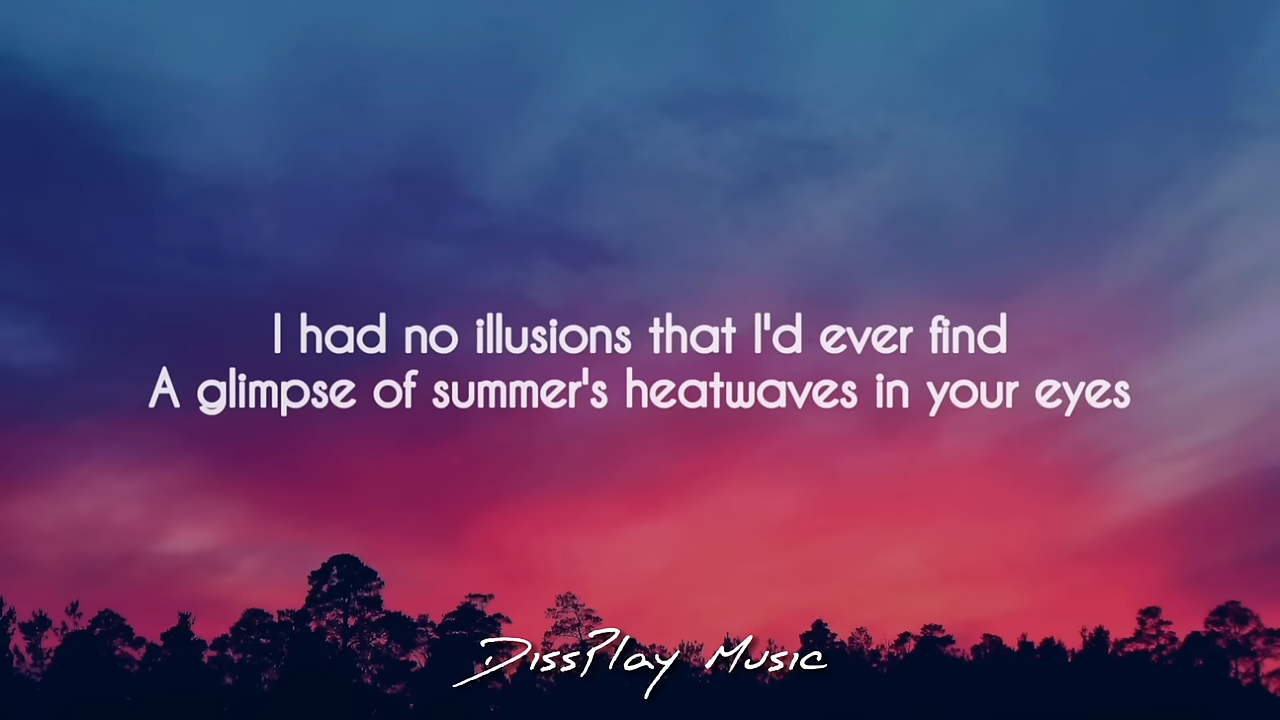 I had no illusions that I'd ever find
A glimpse of summer's heatwaves in your eyes
DissPlay Music